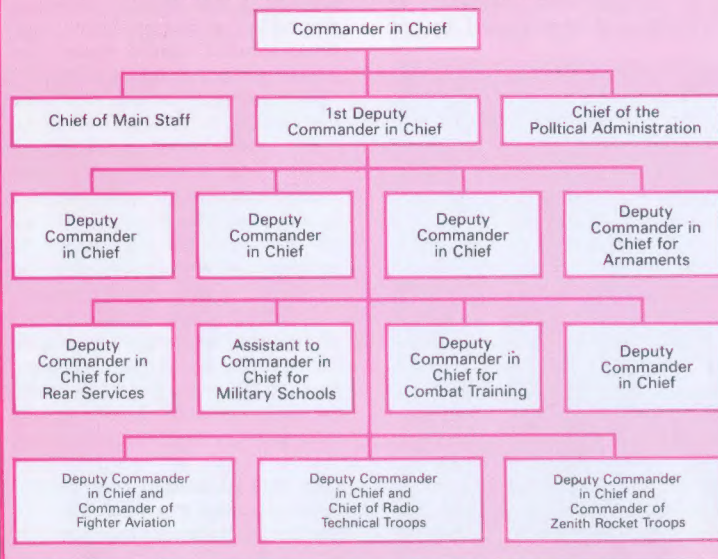 Commander in Chief
Chief of Main Staff
1st Deputy
Commander in Chief
Chief of the
Political Administration
Deputy
Commander
in Chief
Deputy
Commander
in Chief
Deputy
Commander
in Chief
Deputy
Commander in
Chief for
Armaments
Deputy
Commander in
Chief for
Rear Services
Assistant to
Commander in
Chief for
Military Schools
Deputy
Commander in
Chief for
Combat Training
Deputy
Commander
in Chief
Deputy Commander
in Chief and
Commander of
Fighter Aviation
Deputy Commander
in Chief and
Chief of Radio
Technical Troops
Deputy Commander
in Chief and
Commander of
Zenith Rocket Troops